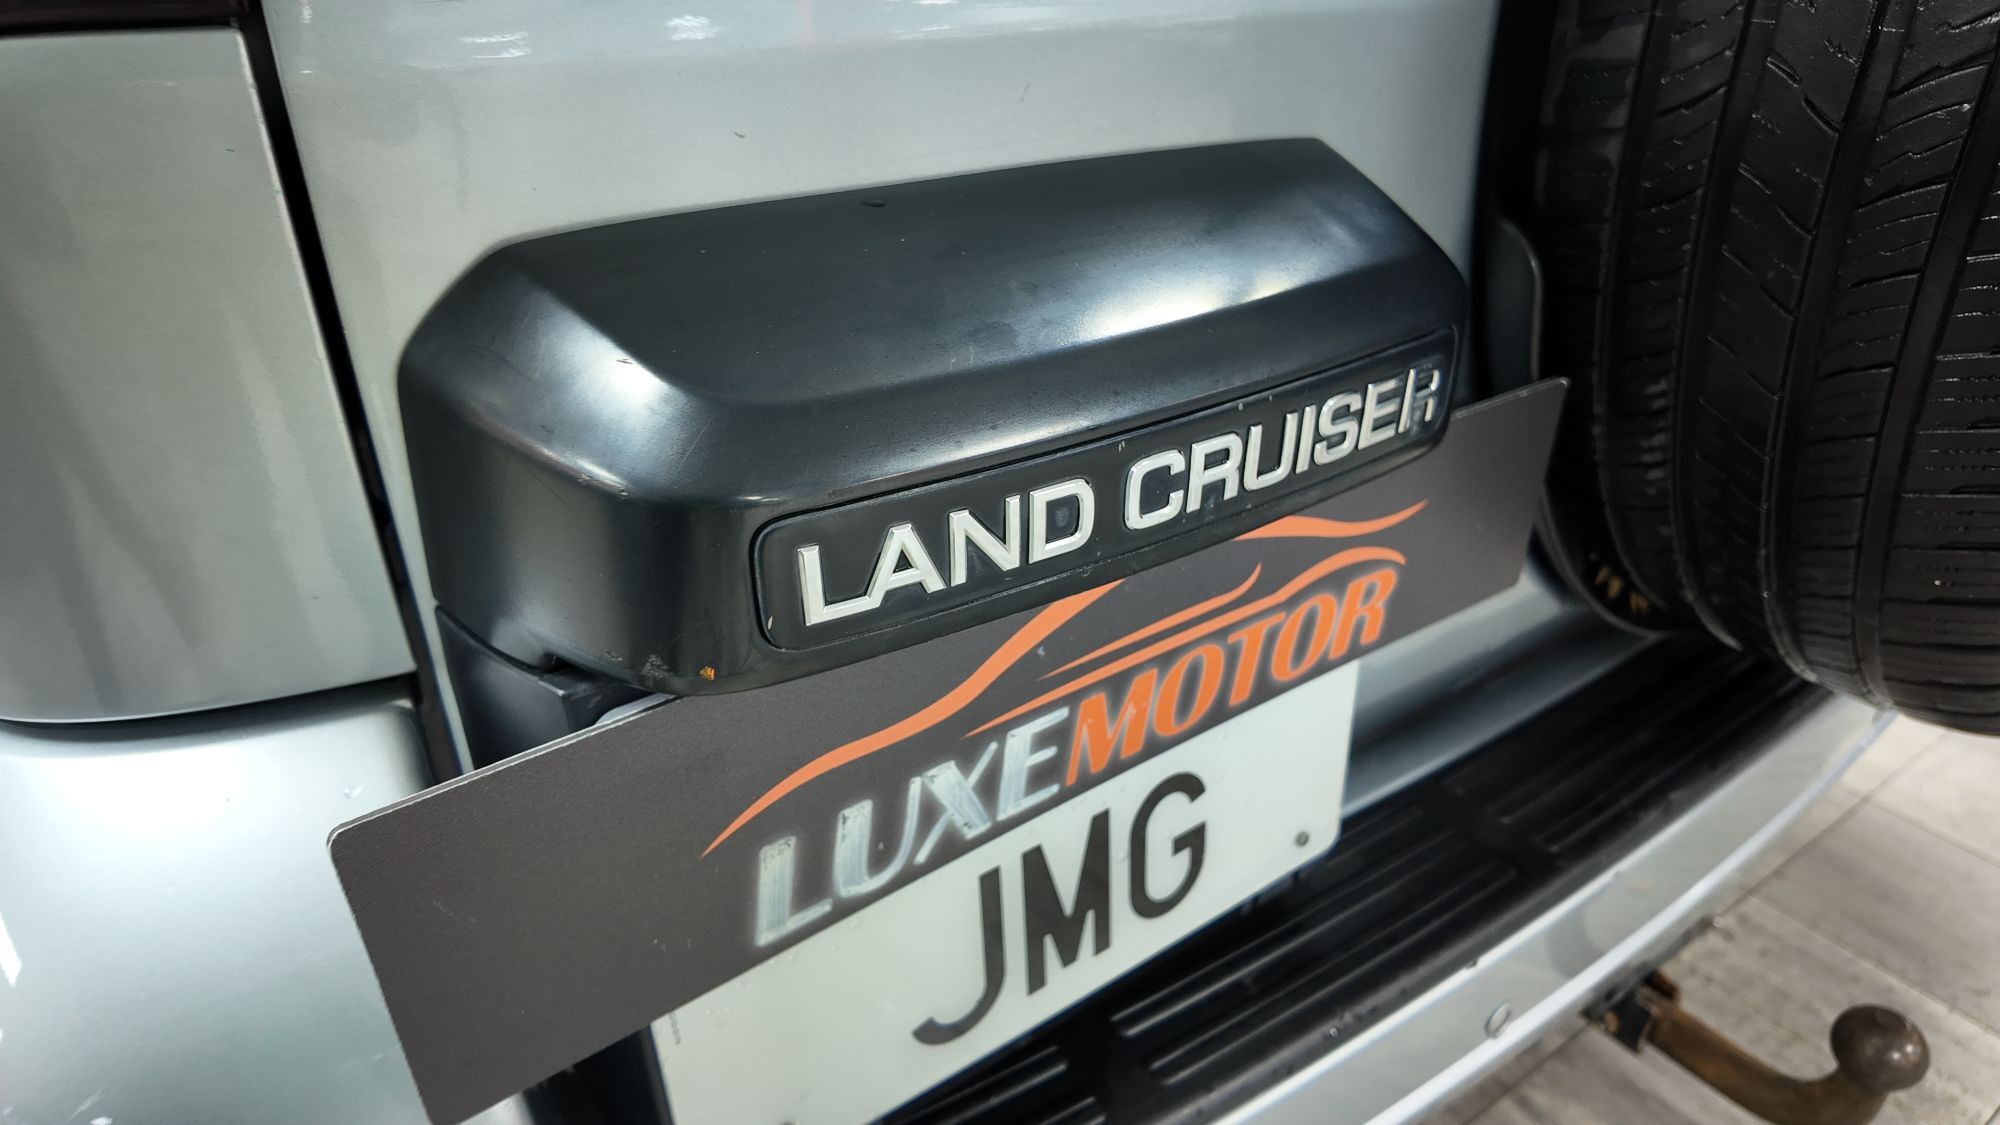 LAND CRUISER
LUXEMOTOR
JMG